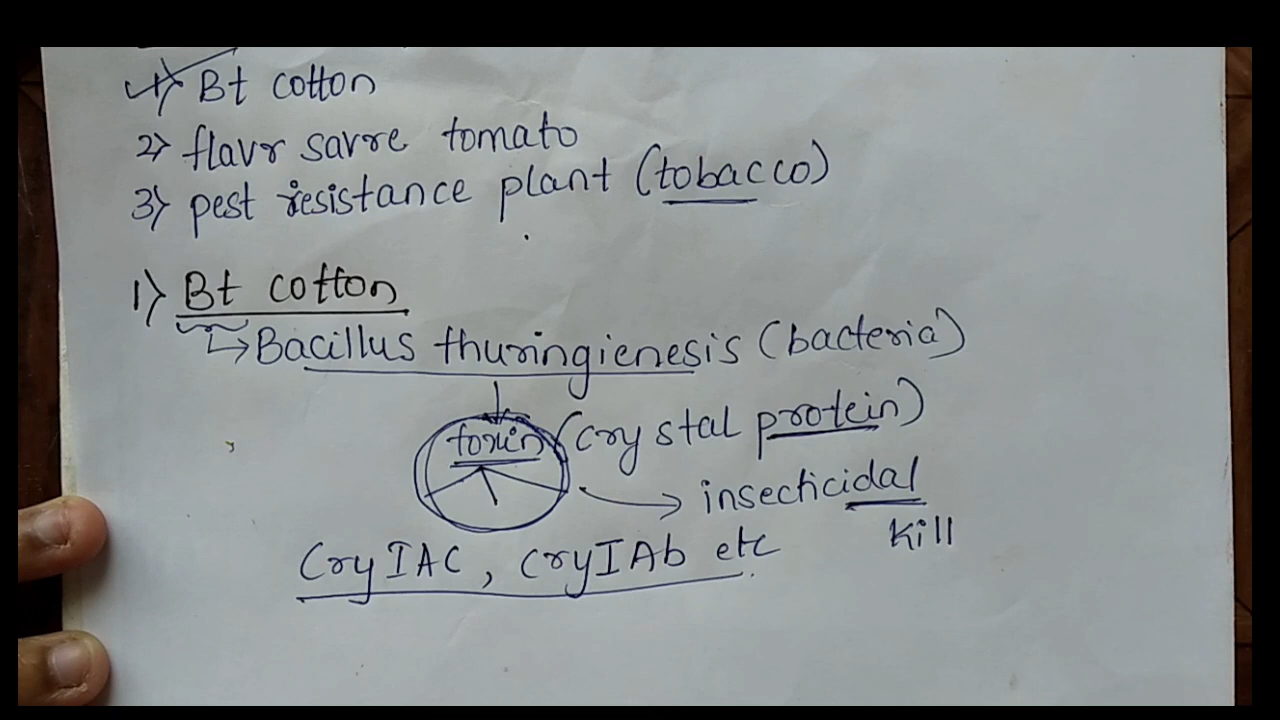 1) Bt cotton
2) flavr savre tomato
3) pest resistance plant (tobacco)
1) Bt cotton
Bacillus thuringienesis (bacteria)
toxin (crystal protein)
insecticidal
kill
CryIAC, cryIAb etc